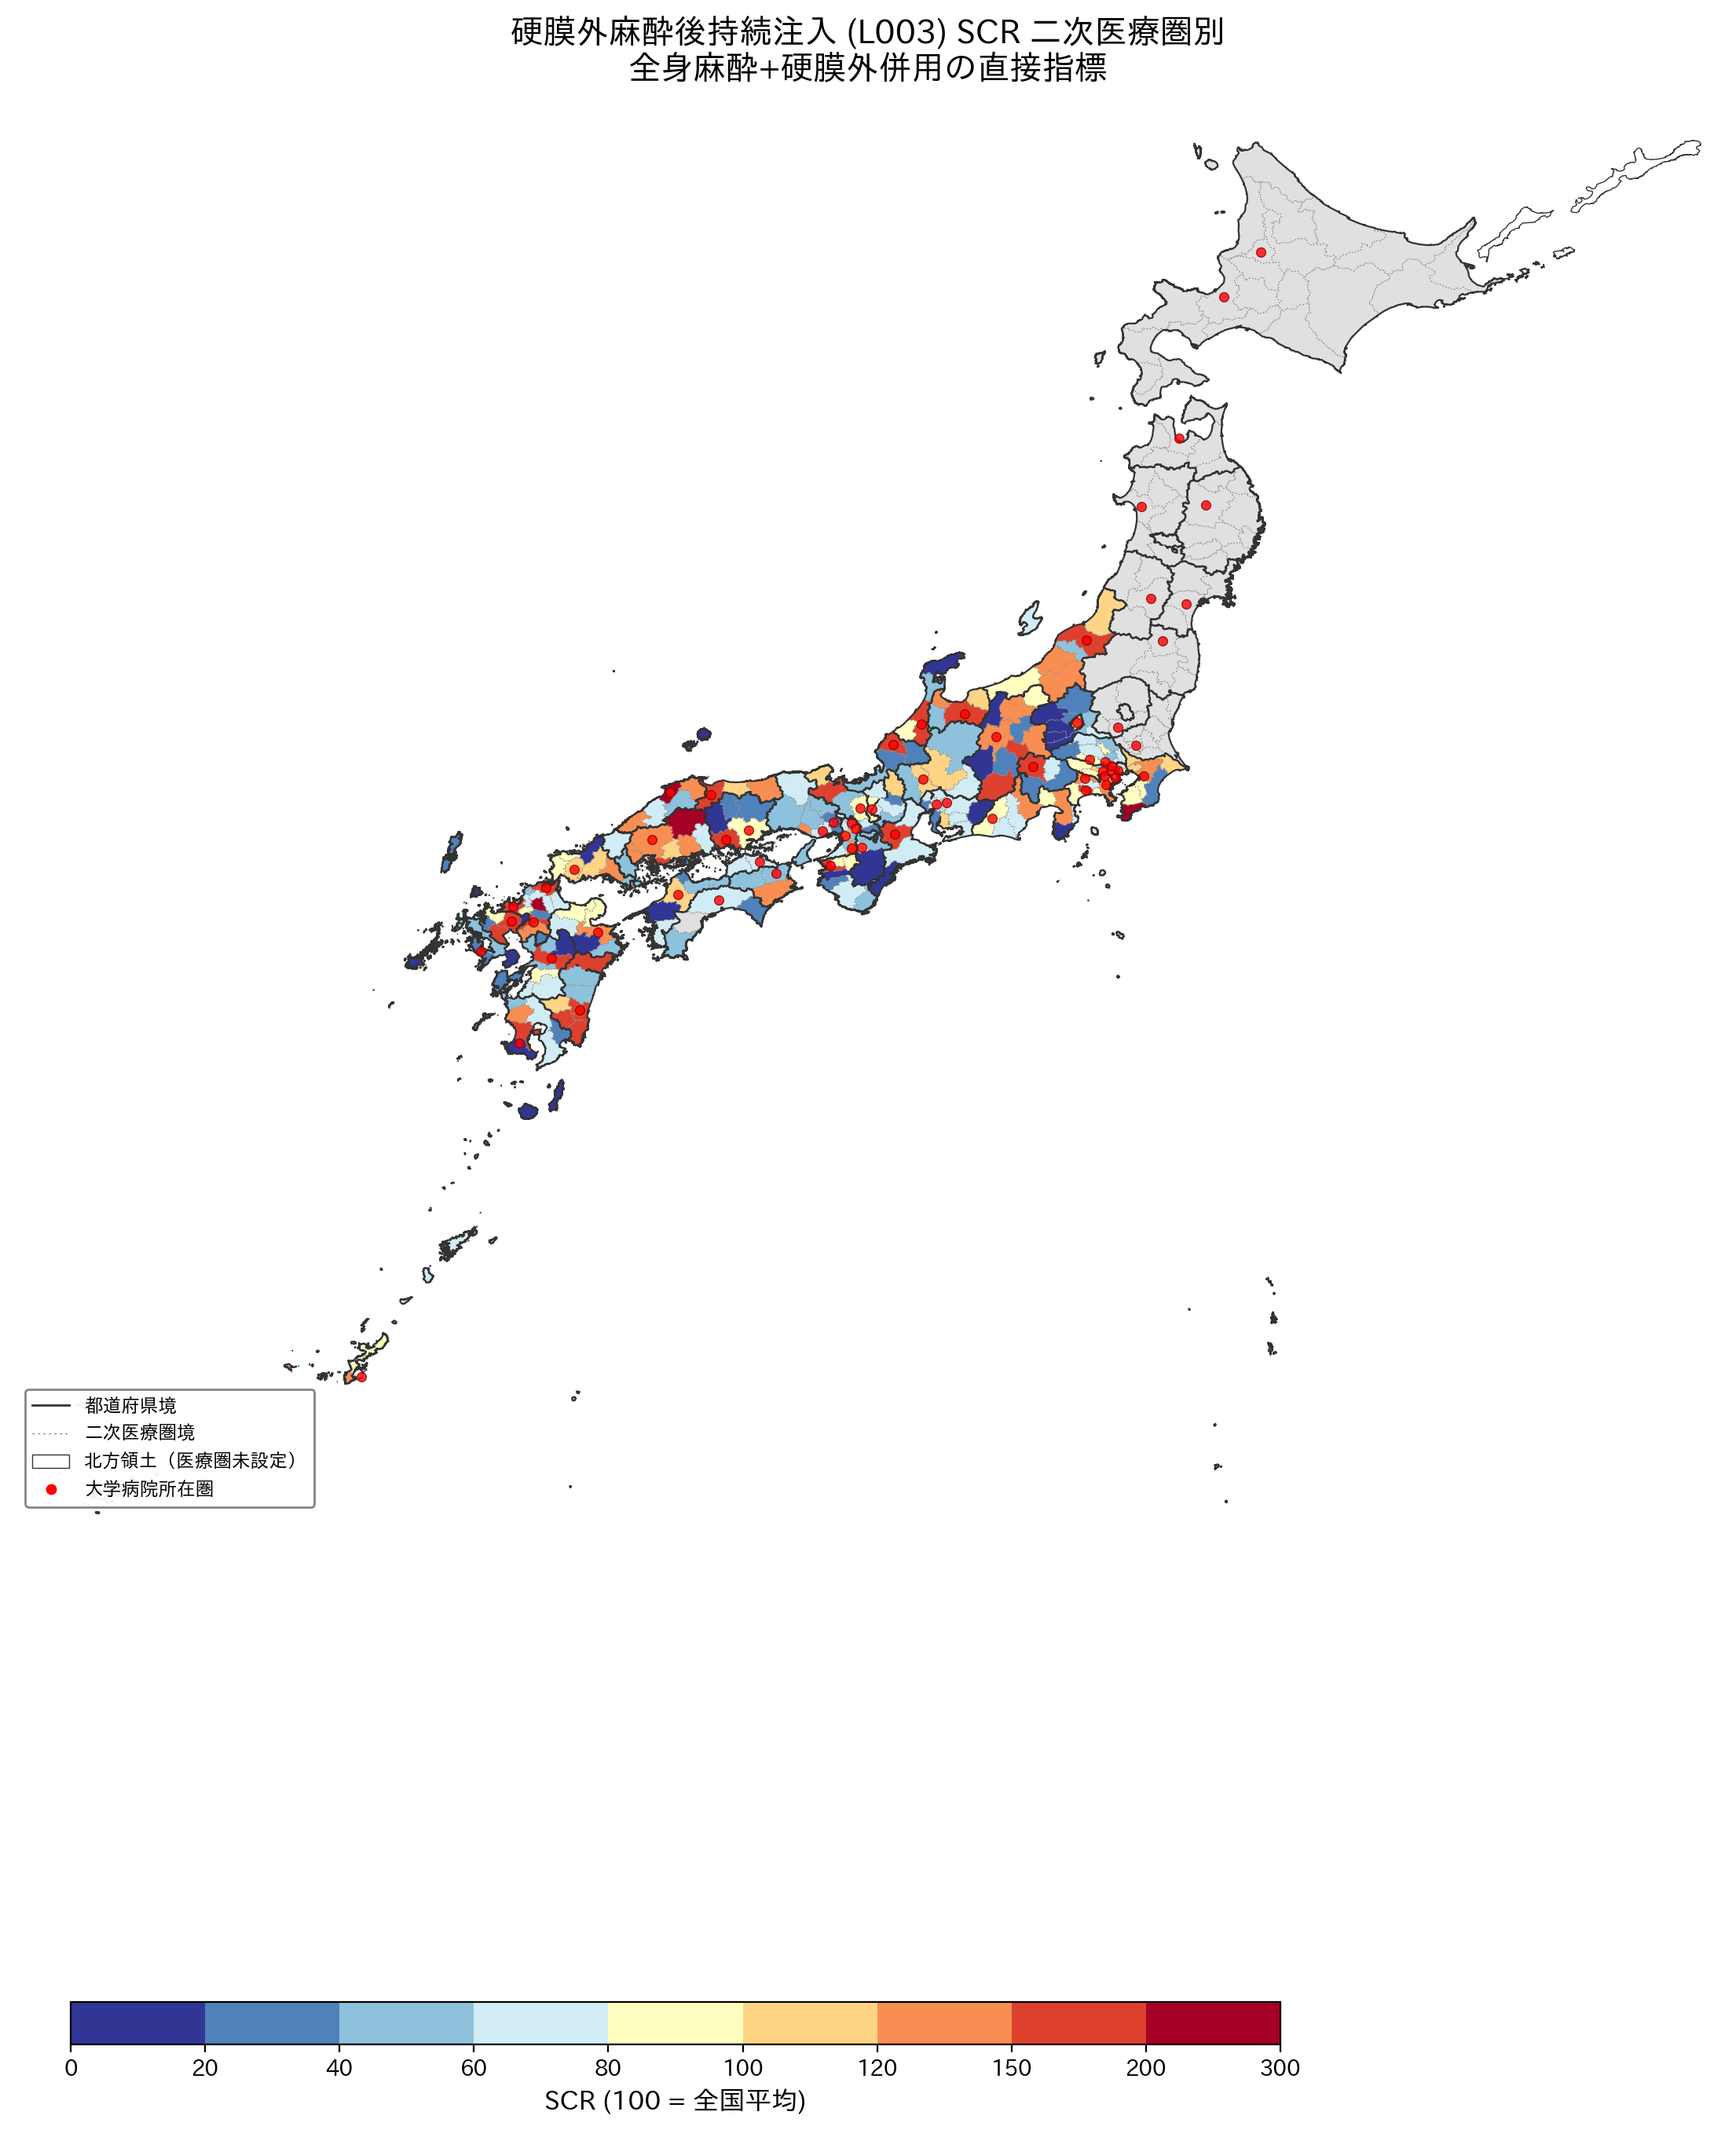 硬膜外麻酔後持続注入 (L003) SCR 二次医療圏別
全身麻酔+硬膜外併用の直接指標
都道府県境
二次医療圏境
北方領土（医療圏未設定）
大学病院所在圏
0 20 40 60 80 100 120 150 200 300
SCR (100 = 全国平均)